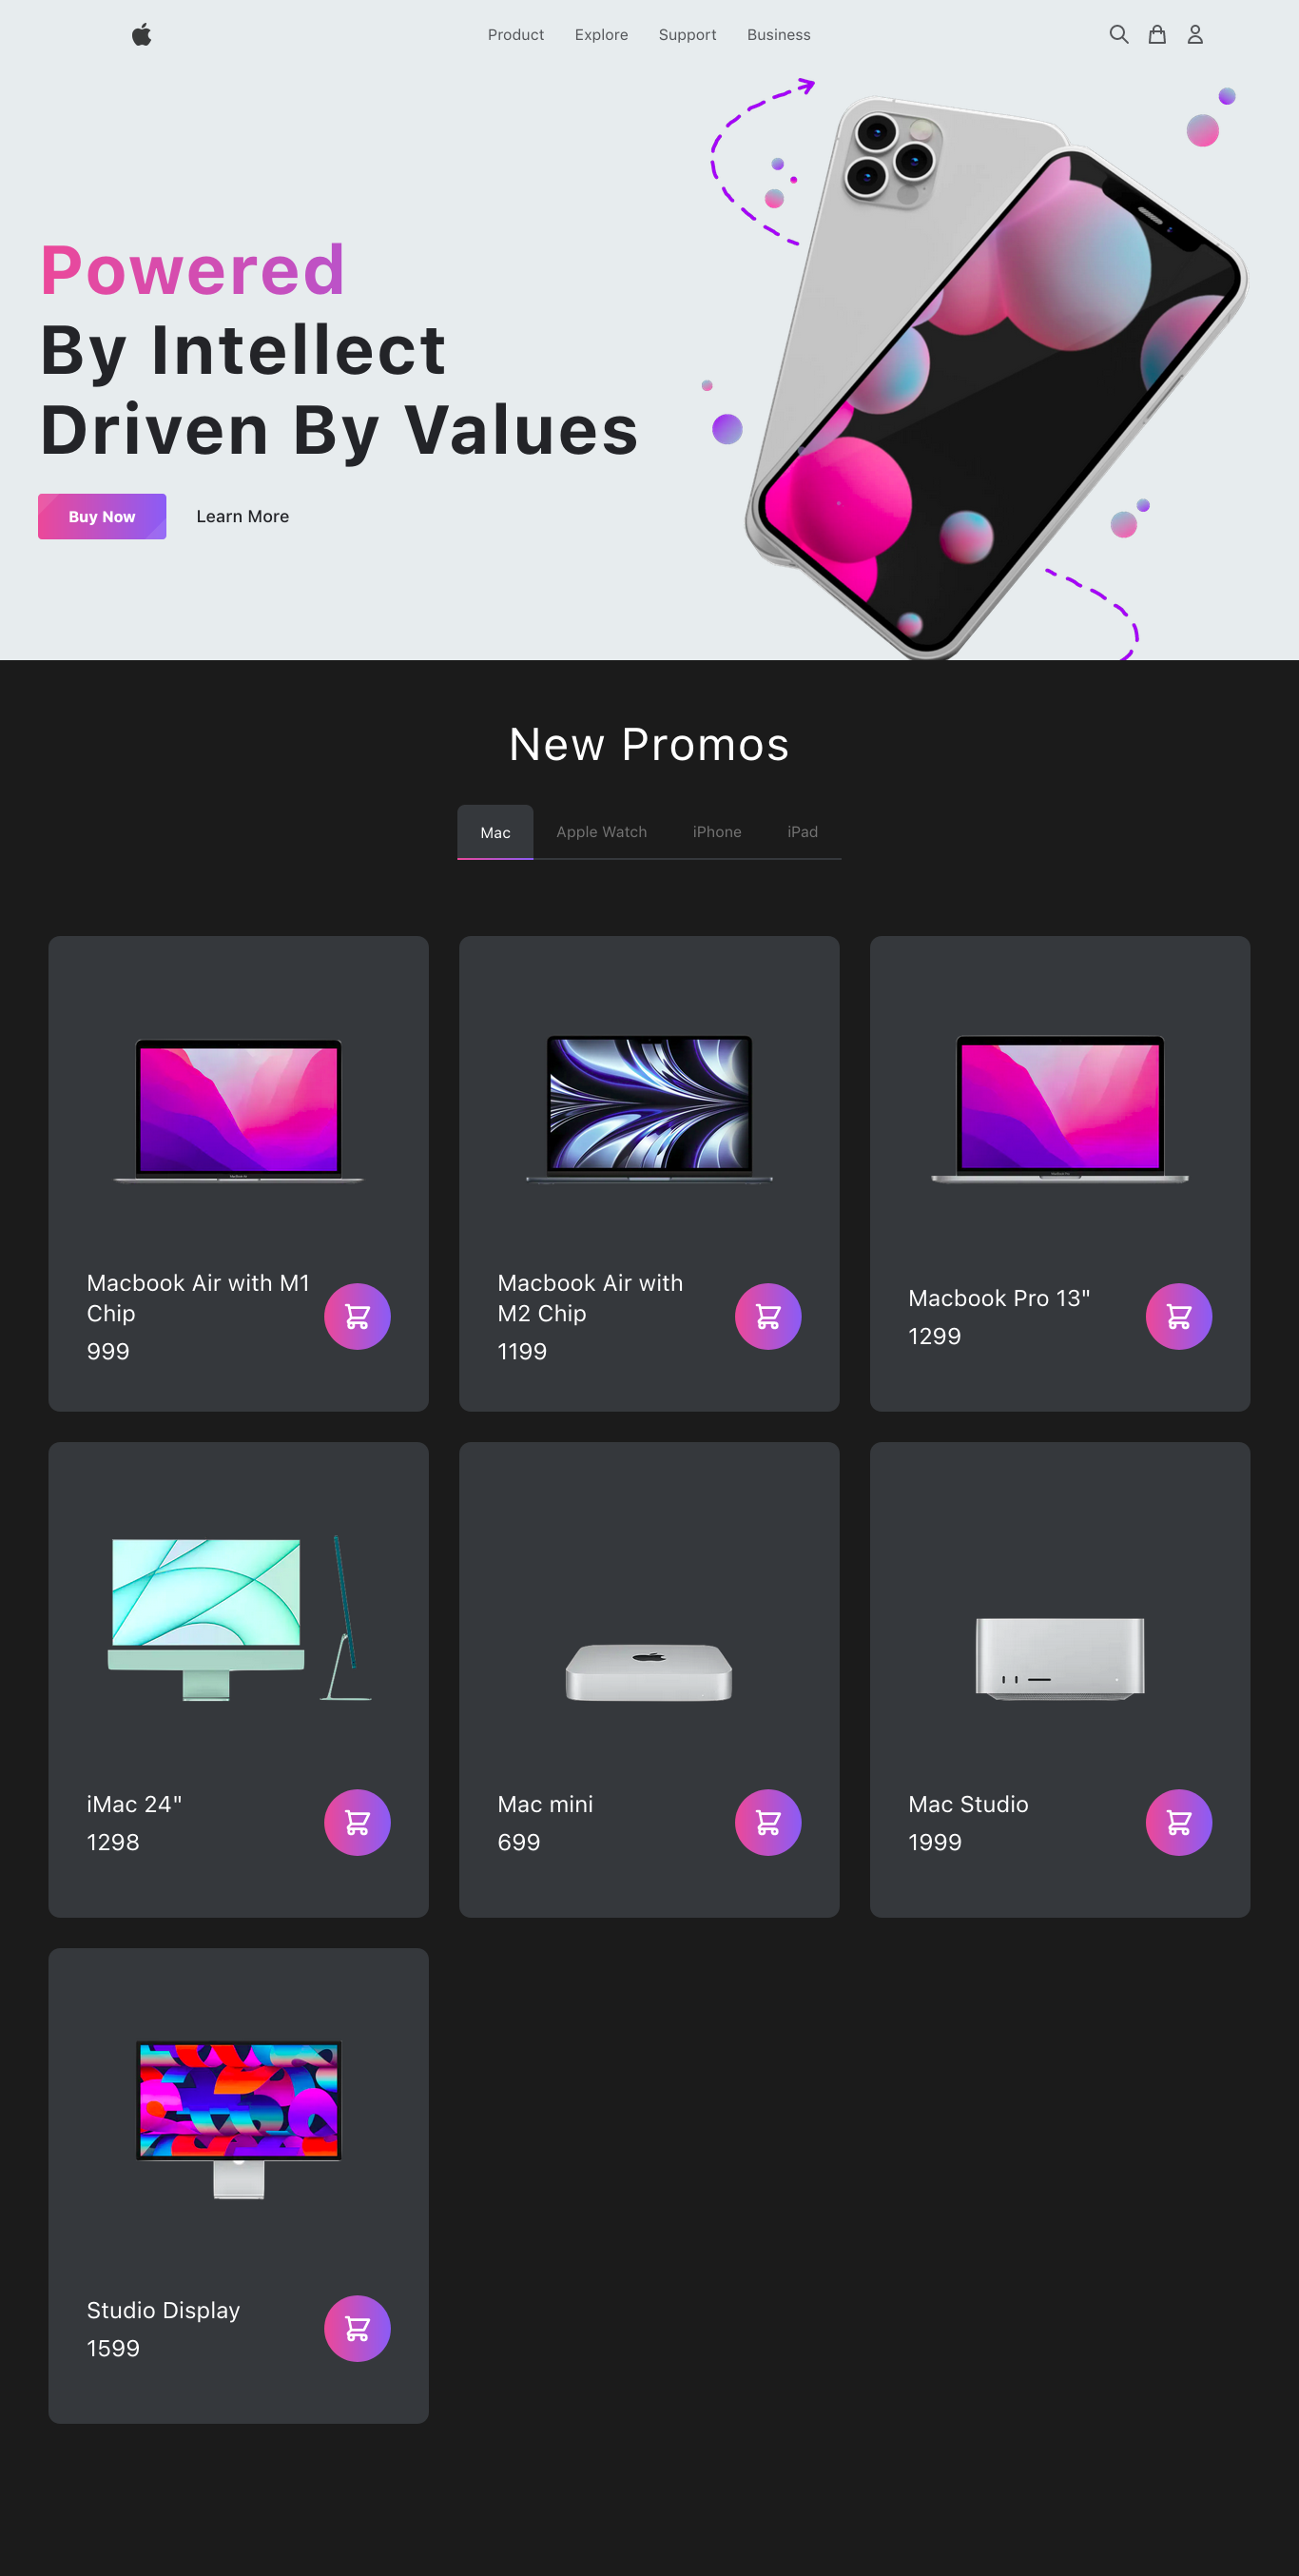 Product Explore Support Business
Powered
By Intellect
Driven By Values
Buy Now Learn More
New Promos
Mac Apple Watch iPhone iPad
Macbook Air with M1
Chip
999
Macbook Air with
M2 Chip
1199
Macbook Pro 13"
1299
iMac 24"
1298
Mac mini
699
Mac Studio
1999
Studio Display
1599